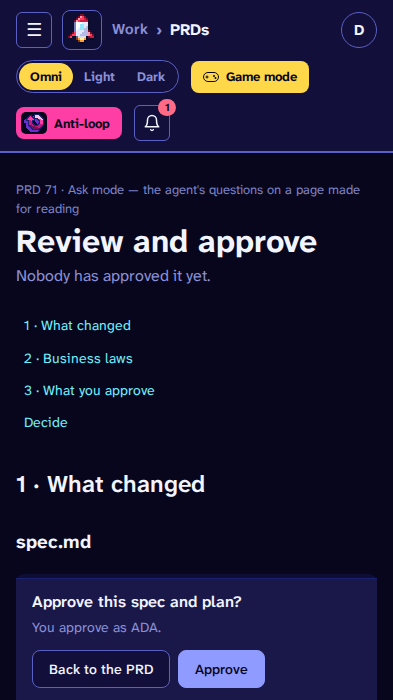 Work › PRDs
D
Omni Light Dark
Game mode
Anti-loop
1
PRD 71 · Ask mode — the agent's questions on a page made
for reading
Review and approve
Nobody has approved it yet.
1 · What changed
2 · Business laws
3 · What you approve
Decide
1 · What changed
spec.md
Approve this spec and plan?
You approve as ADA.
Back to the PRD
Approve